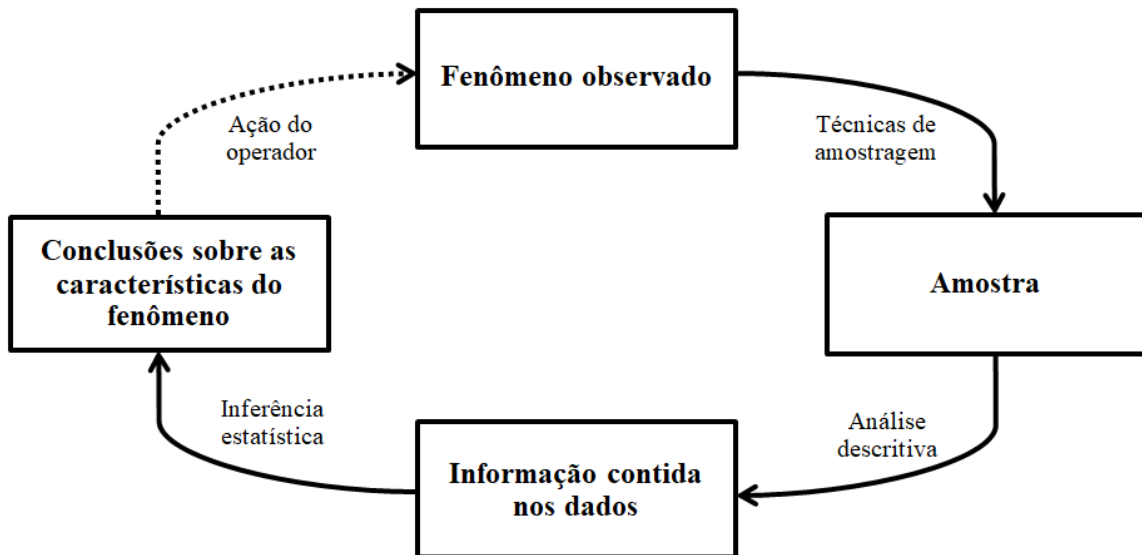 Fenômeno observado
Ação do
operador
Técnicas de
amostragem
Conclusões sobre as
características do
fenômeno
Amostra
Inferência
estatística
Análise
descritiva
Informação contida
nos dados